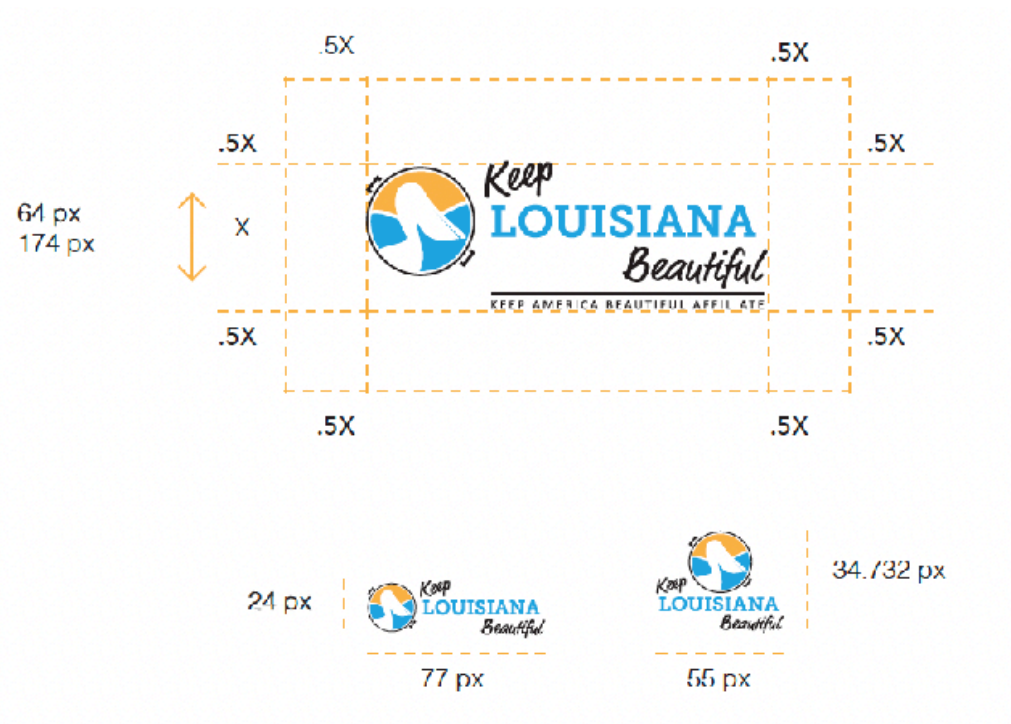 .5X
.5X
.5X
.5X
64 px
174 px
X
Keep
LOUISIANA
Beautiful
KEEP AMERICA BEAUTIFUL AFFILIATE
.5X
.5X
.5X
.5X
24 px
Keep
LOUISIANA
Beautiful
77 px
Keep
LOUISIANA
Beautiful
34.732 px
55 px